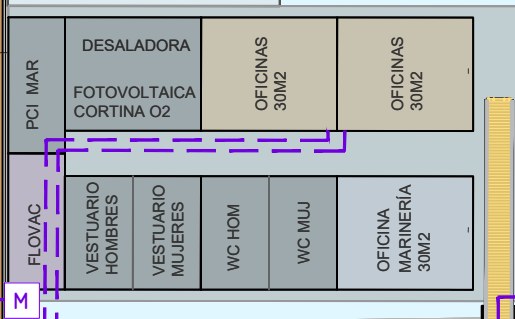 PCI MAR
DESALADORA
FOTOVOLTAICA
CORTINA O2
OFICINAS
30M2
OFICINAS
30M2
FLOVAC
VESTUARIO
HOMBRES
VESTUARIO
MUJERES
WC HOM
WC MUJ
OFICINA
MARINERÍA
30M2
M